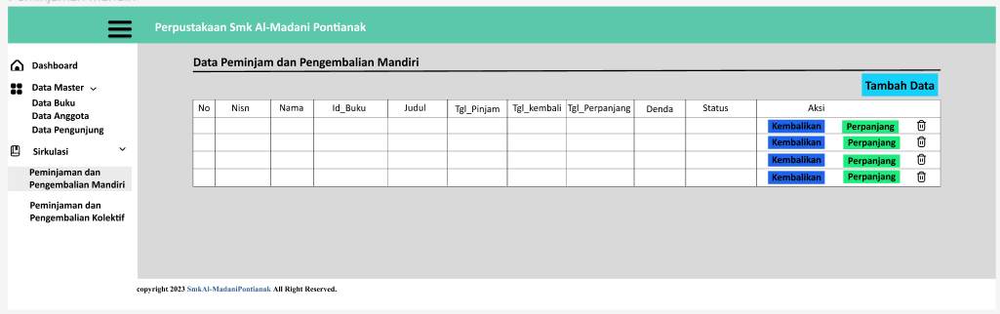 Perpustakaan Smk Al-Madani Pontianak
Dashboard
Data Master
Data Buku
Data Anggota
Data Pengunjung
Sirkulasi
Peminjaman dan
Pengembalian Mandiri
Peminjaman dan
Pengembalian Kolektif
Data Peminjam dan Pengembalian Mandiri
Tambah Data
No Nisn Nama Id_Buku Judul Tgl_Pinjam Tgl_kembali Tgl_Perpanjang Denda Status Aksi
Kembalikan Perpanjang
Kembalikan Perpanjang
Kembalikan Perpanjang
Kembalikan Perpanjang
copyright 2023 SmkAl-MadaniPontianak All Right Reserved.